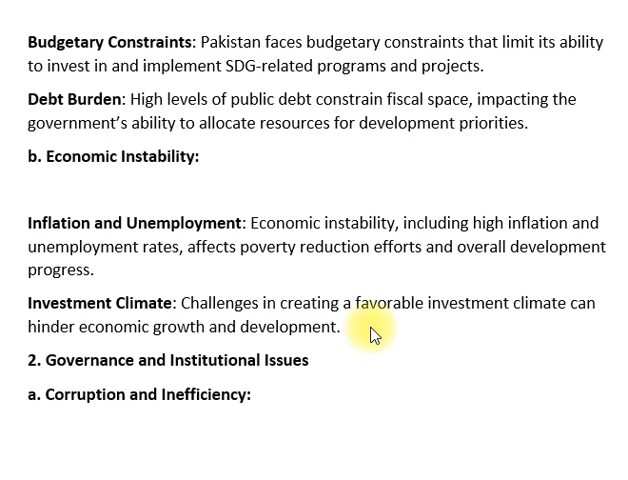 Budgetary Constraints: Pakistan faces budgetary constraints that limit its ability
to invest in and implement SDG-related programs and projects.
Debt Burden: High levels of public debt constrain fiscal space, impacting the
government’s ability to allocate resources for development priorities.
b. Economic Instability:
Inflation and Unemployment: Economic instability, including high inflation and
unemployment rates, affects poverty reduction efforts and overall development
progress.
Investment Climate: Challenges in creating a favorable investment climate can
hinder economic growth and development.
2. Governance and Institutional Issues
a. Corruption and Inefficiency: